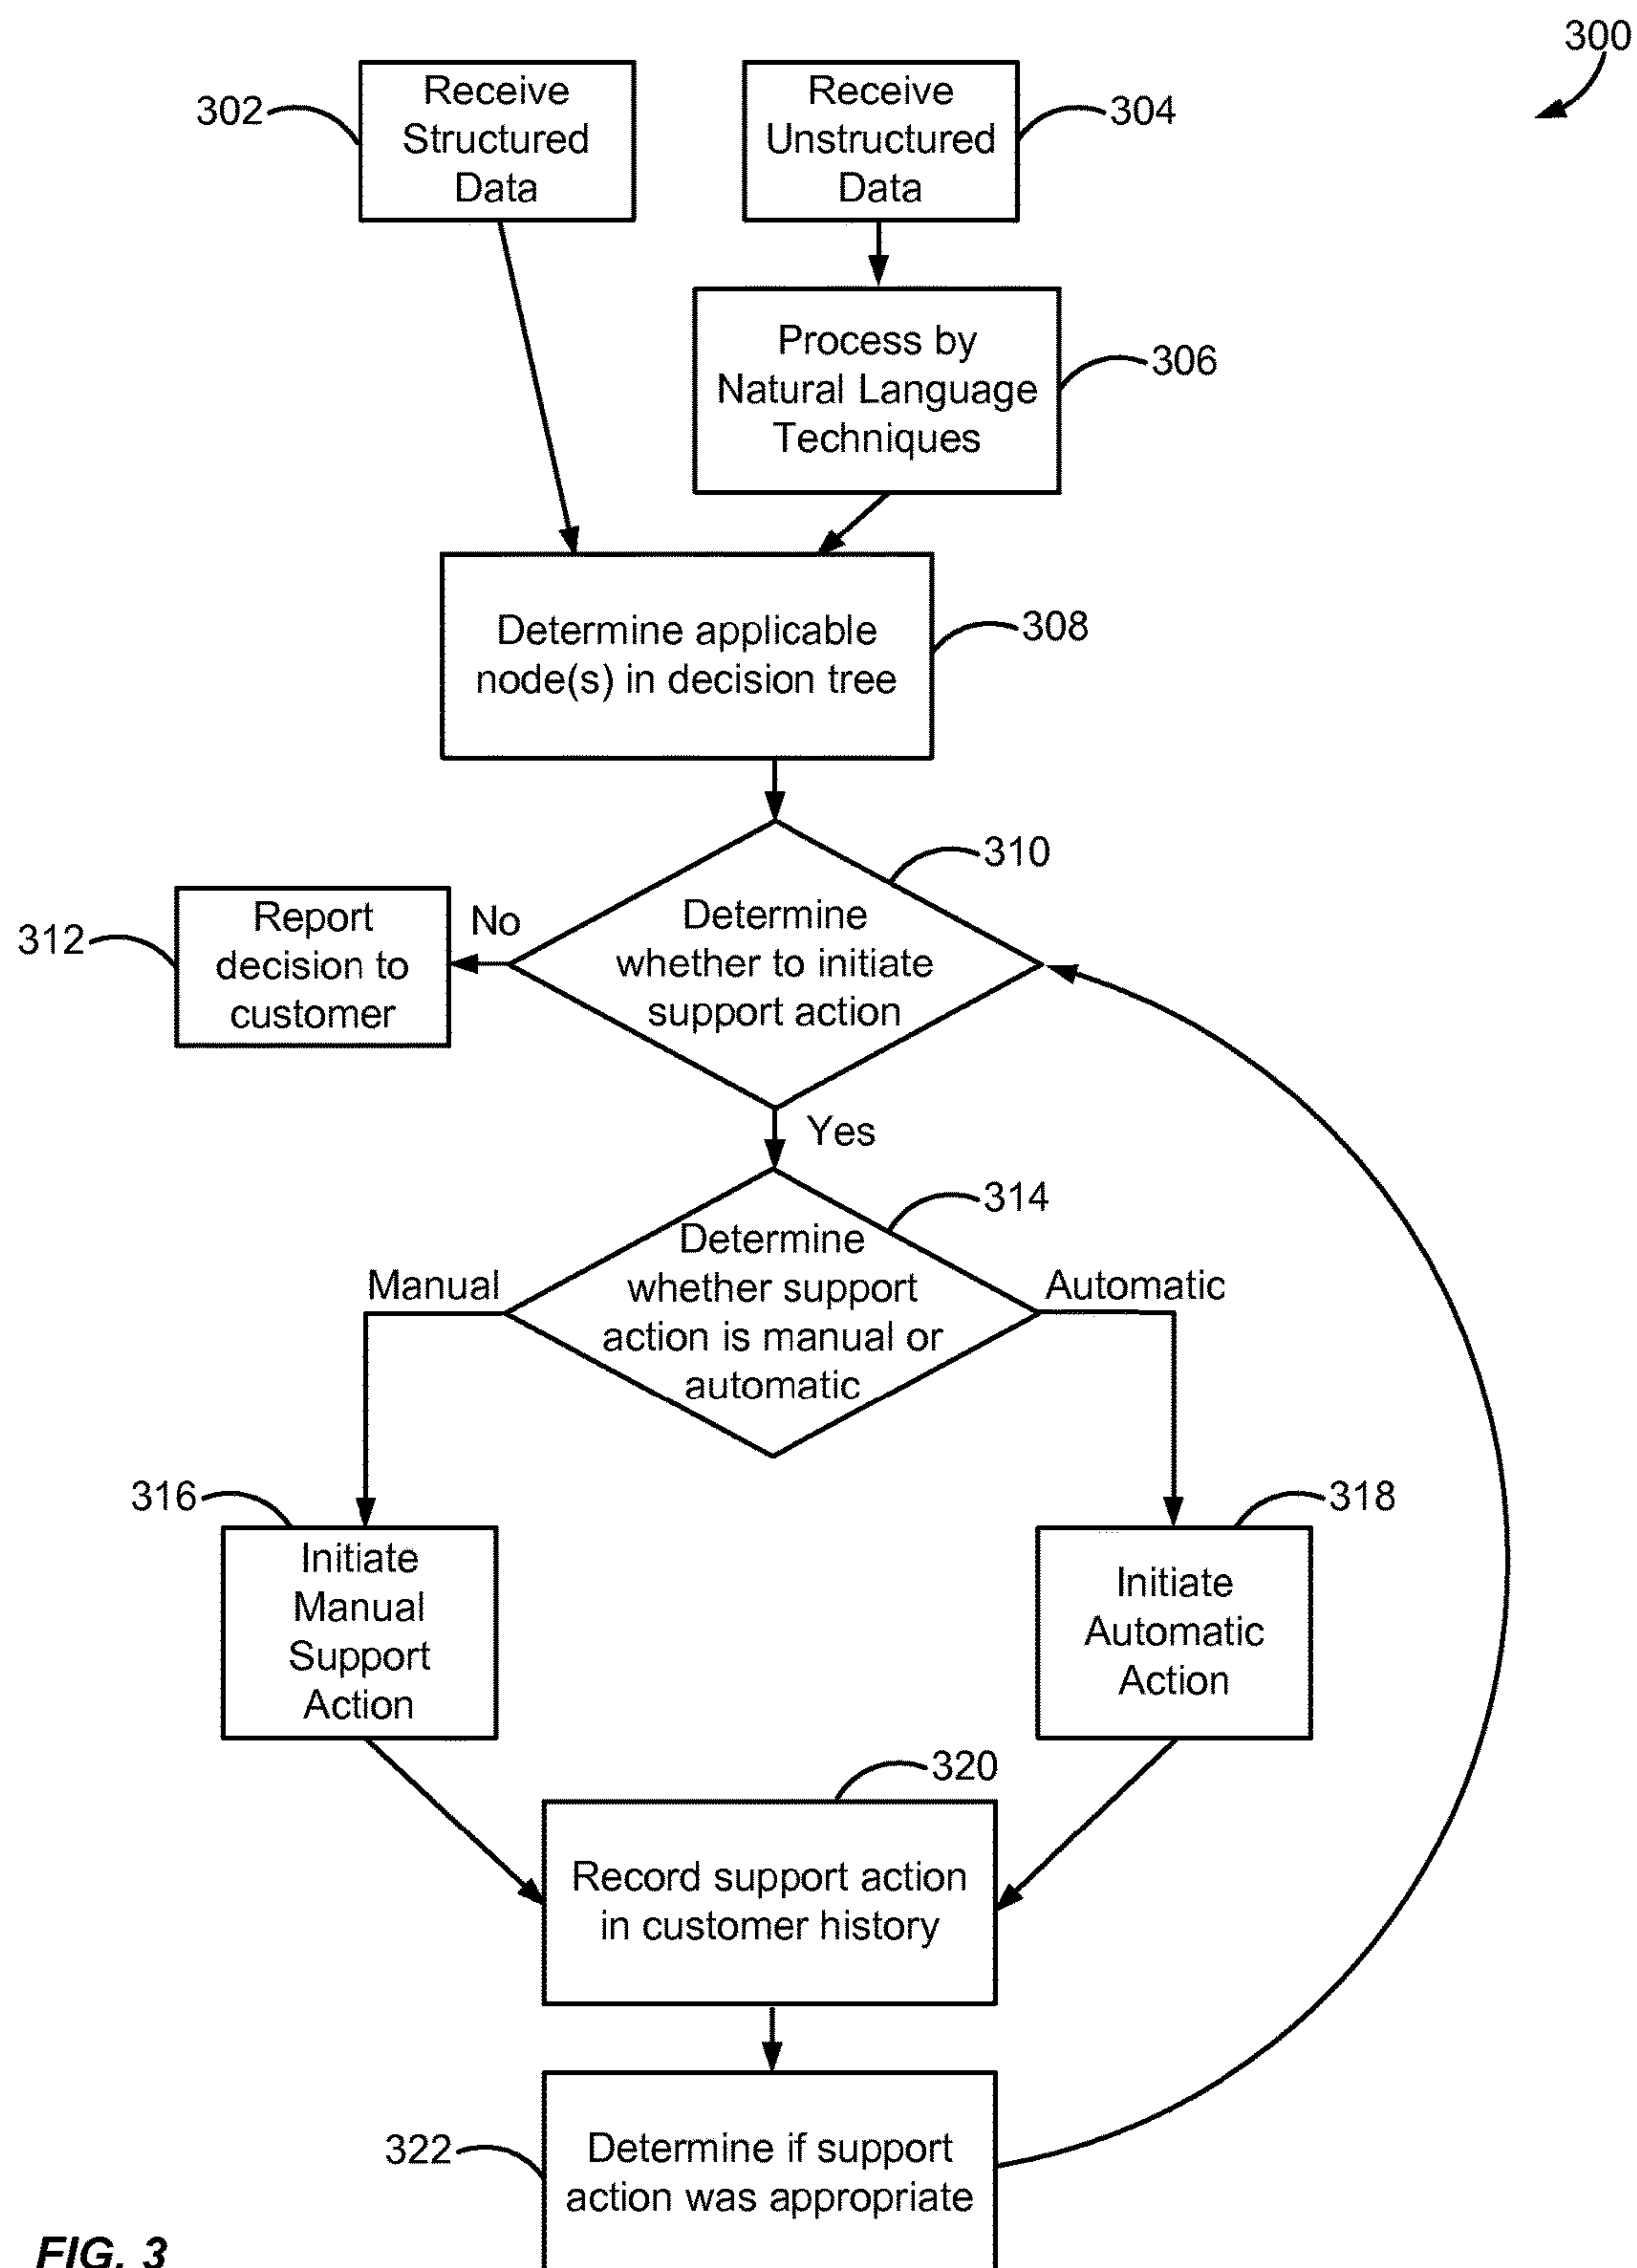 300
302
Receive
Structured
Data
Receive
Unstructured
Data
304
Process by
Natural Language
Techniques
306
Determine applicable
node(s) in decision tree
308
310
Determine
whether to initiate
support action
No
312
Report
decision to
customer
Yes
314
Determine
whether support
action is manual or
automatic
Manual
Automatic
316
Initiate
Manual
Support
Action
318
Initiate
Automatic
Action
320
Record support action
in customer history
322
Determine if support
action was appropriate
FIG. 3